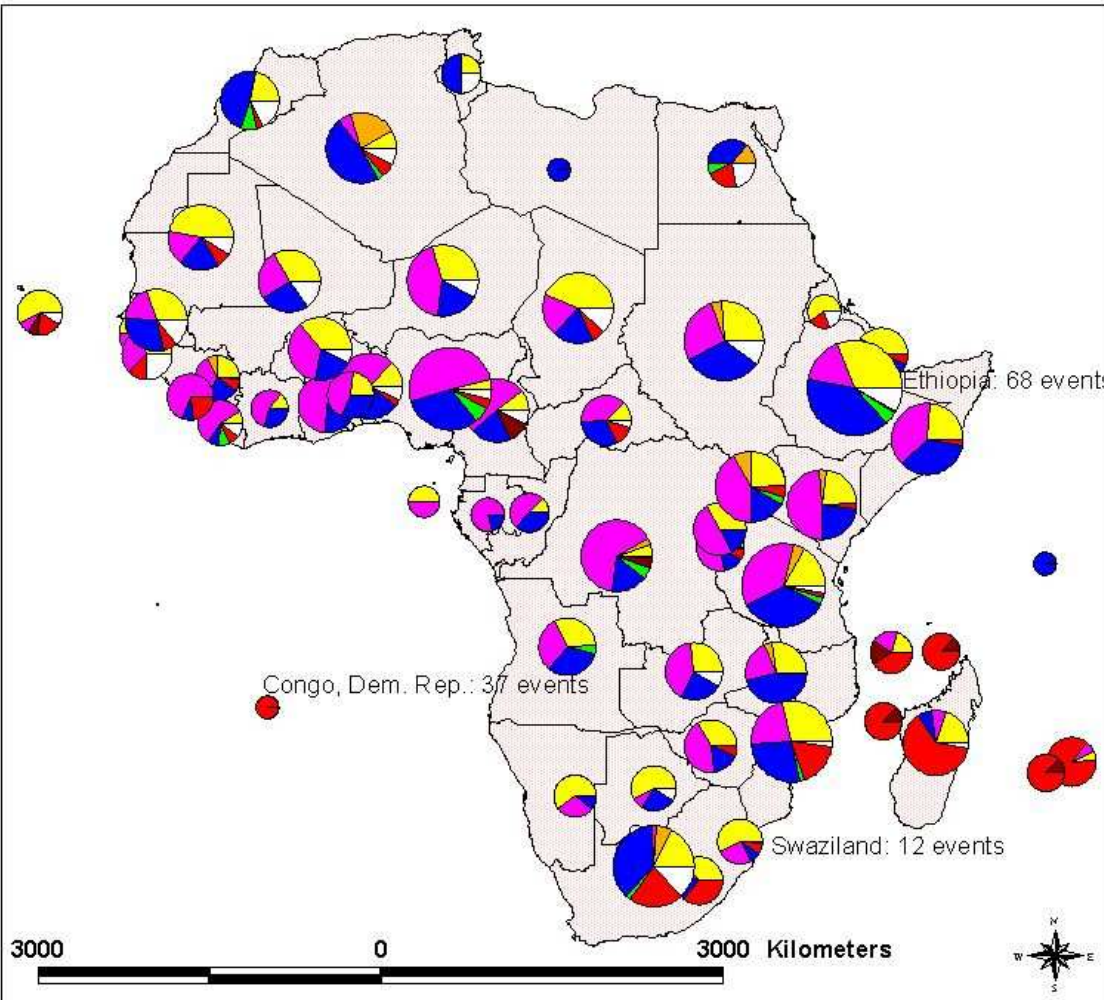 Ethiopia: 68 events
Congo, Dem. Rep.: 37 events
Swaziland: 12 events
3000 0 3000 Kilometers
N
W E
S